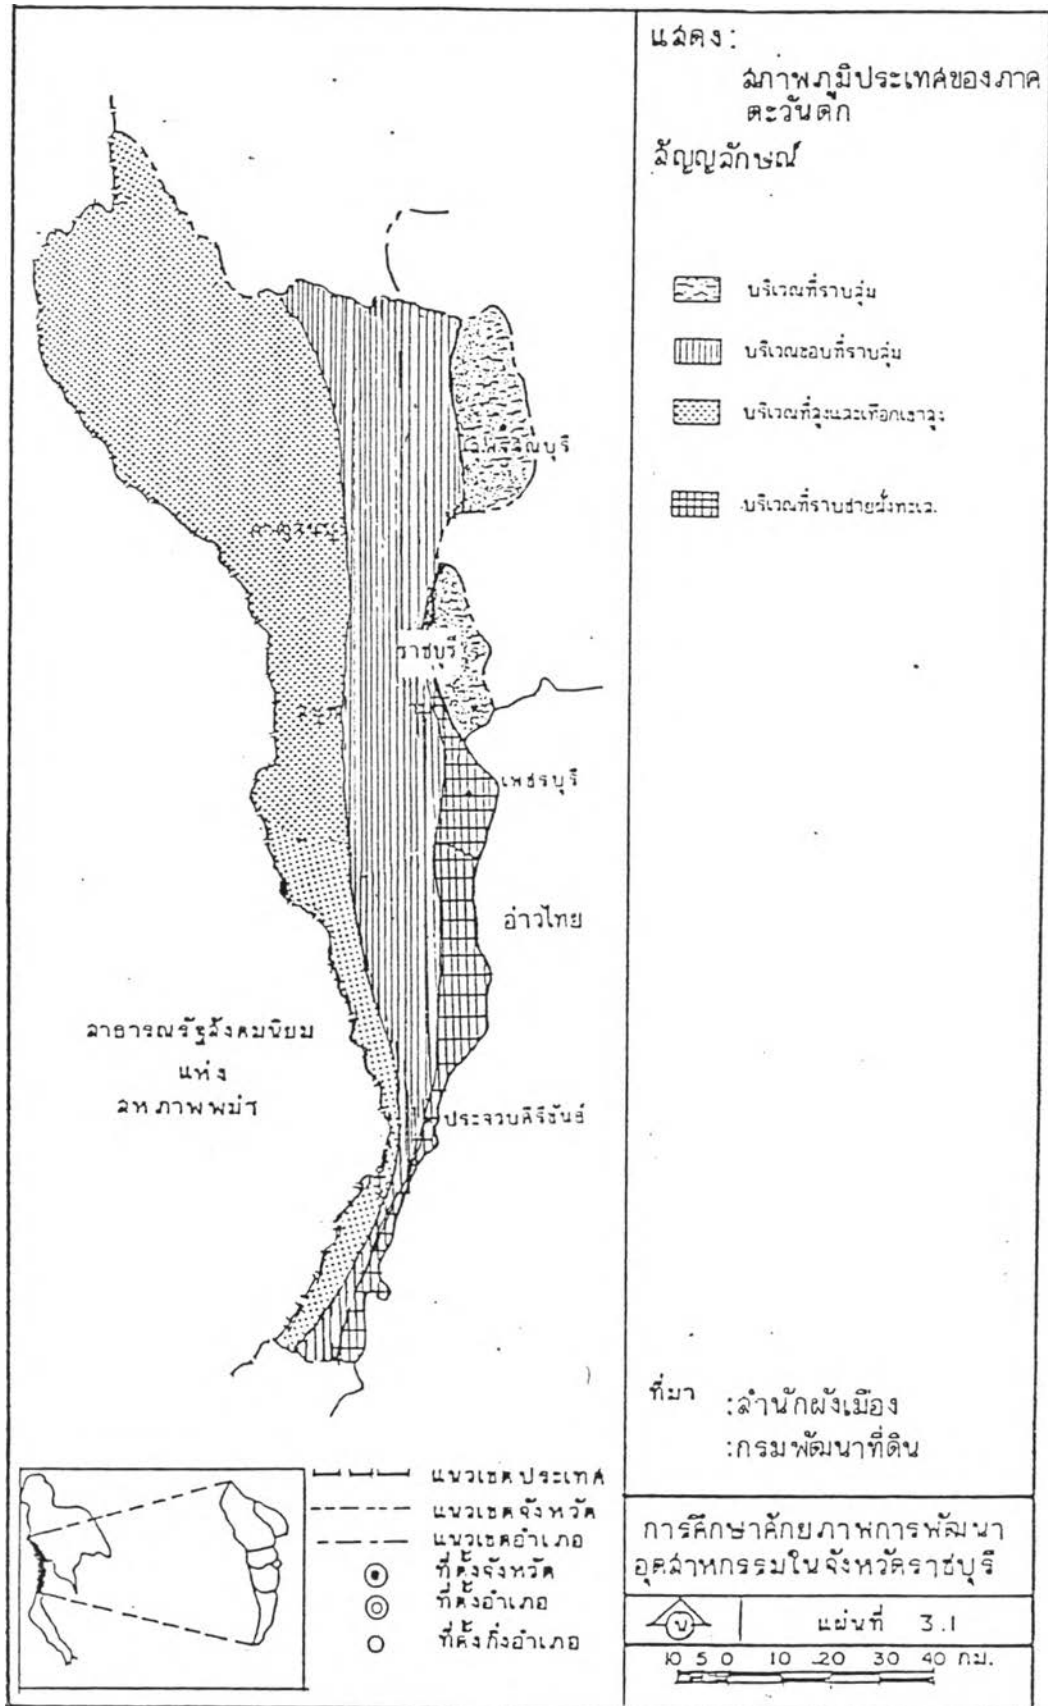 แสดง:
สภาพภูมิประเทศของภาค
ตะวันตก
สัญญลักษณ์
บริเวณที่ราบลุ่ม
บริเวณขอบที่ราบลุ่ม
บริเวณที่สูงและเทือกเขาสูง
บริเวณที่ราบชายฝั่งทะเล
สุพรรณบุรี
ราชบุรี
เพชรบุรี
อ่าวไทย
สาธารณรัฐสังคมนิยม
แห่ง
สหภาพพม่า
ประจวบคีรีขันธ์
ที่มา :สำนักผังเมือง
:กรมพัฒนาที่ดิน
แนวเขตประเทศ
แนวเขตจังหวัด
แนวเขตอำเภอ
ที่ตั้งจังหวัด
ที่ตั้งอำเภอ
ที่ตั้งกิ่งอำเภอ
การศึกษาศักยภาพการพัฒนา
อุตสาหกรรมในจังหวัดราชบุรี
น แผ่นที่ 3.1
10 5 0 10 20 30 40 กม.